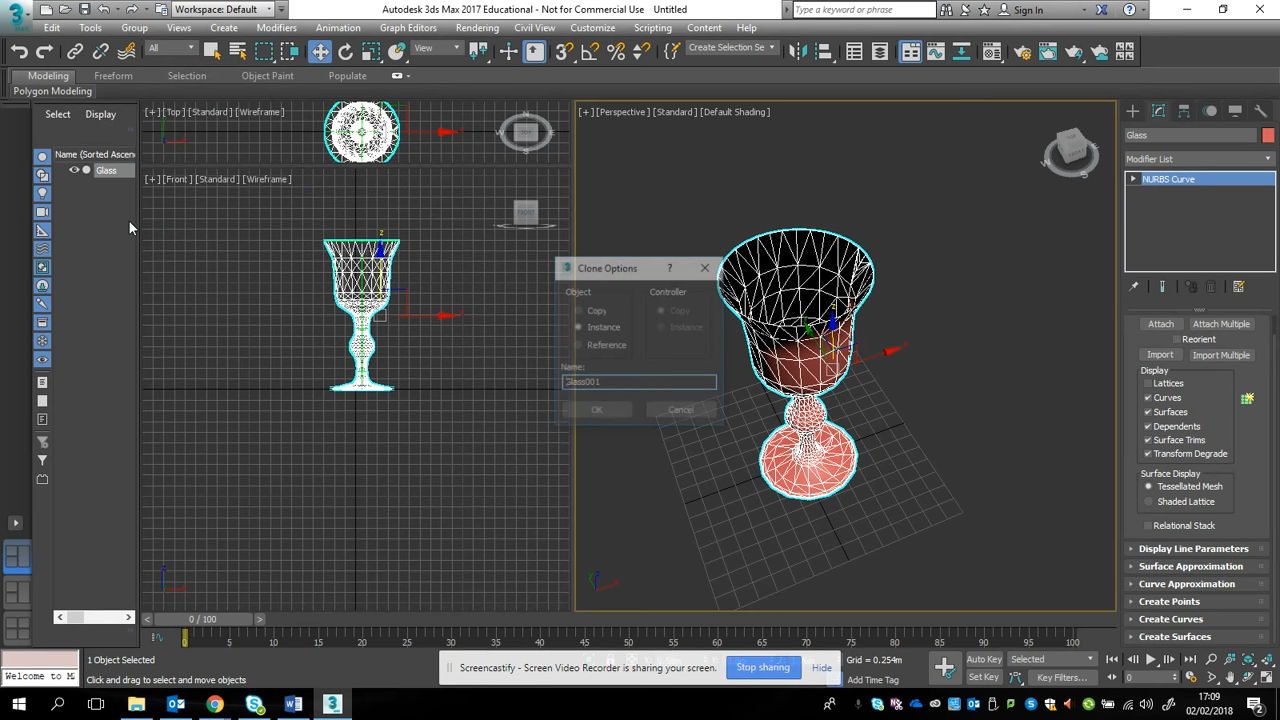 Workspace: Default
Autodesk 3ds Max 2017 Educational - Not for Commercial Use    Untitled
Type a keyword or phrase
Sign In
MAX
Edit Tools Group Views Create Modifiers Animation Graph Editors Rendering Civil View Customize Scripting Content Help
All
View
Create Selection Se
Modeling Freeform Selection Object Paint Populate
Polygon Modeling
Select Display
Name (Sorted Ascen
Glass
[+] [Top] [Standard] [Wireframe]
[+] [Front] [Standard] [Wireframe]
[+] [Perspective] [Standard] [Default Shading]
TOP
N
W
E
S
FRONT
z
Clone Options ? X
Object
Controller
Copy
Copy
Instance
Instance
Reference
Name:
Glass001
OK
Cancel
Glass
Modifier List
NURBS Curve
Attach
Attach Multiple
Reorient
Import
Import Multiple
Display
Lattices
Curves
Surfaces
Dependents
Surface Trims
Transform Degrade
Surface Display
Tessellated Mesh
Shaded Lattice
Relational Stack
Display Line Parameters
Surface Approximation
Curve Approximation
Create Points
Create Curves
Create Surfaces
0 / 100
0 5 10 15 20 25 30 35 40 45 50 55 60 65 70 75 80 85 90 95 100
1 Object Selected
Welcome to M
Click and drag to select and move objects
Screencastify - Screen Video Recorder is sharing your screen.
Stop sharing
Hide
Grid = 0.254m
Add Time Tag
Auto Key
Selected
Set Key
Key Filters...
0
17:09
02/02/2018